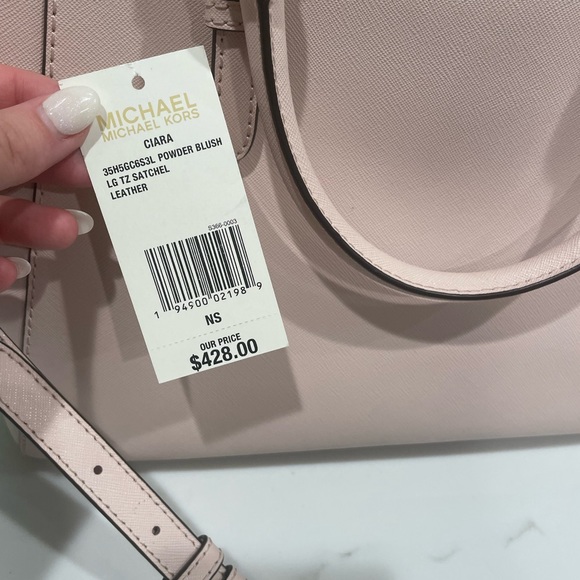 MICHAEL
MICHAEL KORS
CIARA
35H5GC6S3L POWDER BLUSH
LG TZ SATCHEL
LEATHER
S366-0003
1 94900 02198 9
NS
OUR PRICE
$428.00